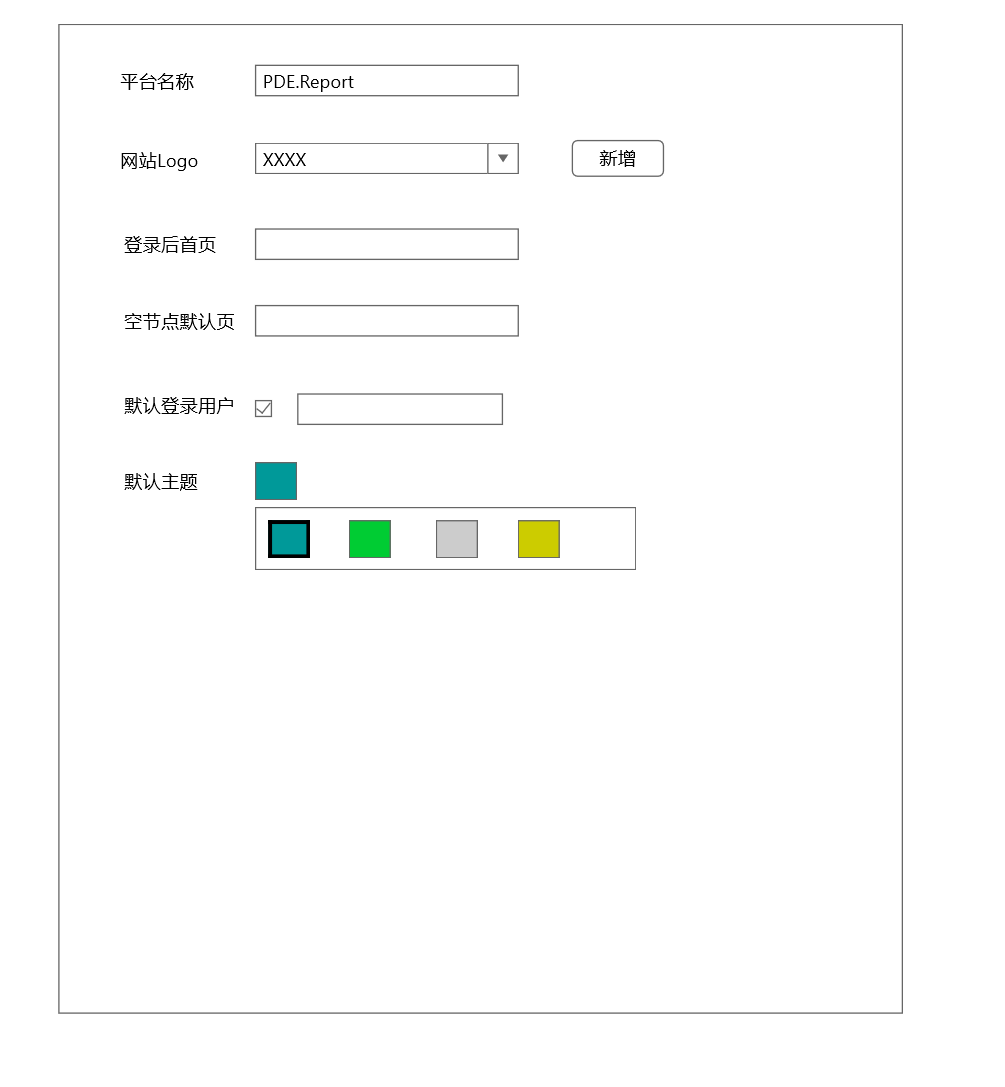 平台名称 PDE.Report
网站Logo XXXX 新增
登录后首页
空节点默认页
默认登录用户
默认主题